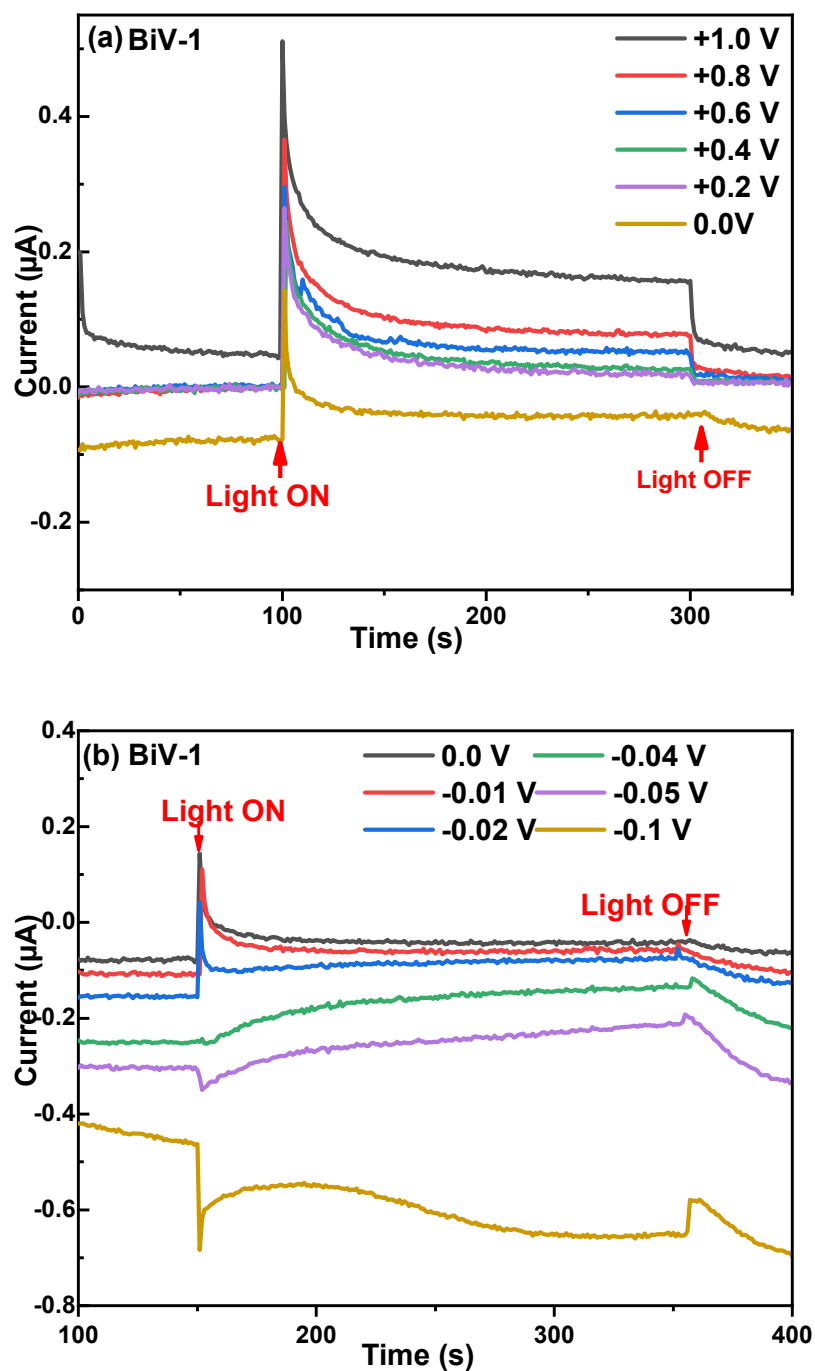 (a) BiV-1
+1.0 V
+0.8 V
+0.6 V
+0.4 V
+0.2 V
0.0V
0.4
0.2
0.0
-0.2
Current (µA)
Light ON
Light OFF
0 100 200 300
Time (s)
(b) BiV-1
0.0 V -0.04 V
-0.01 V -0.05 V
-0.02 V -0.1 V
0.4
0.2
0.0
-0.2
-0.4
-0.6
-0.8
Current (µA)
Light ON
Light OFF
100 200 300 400
Time (s)